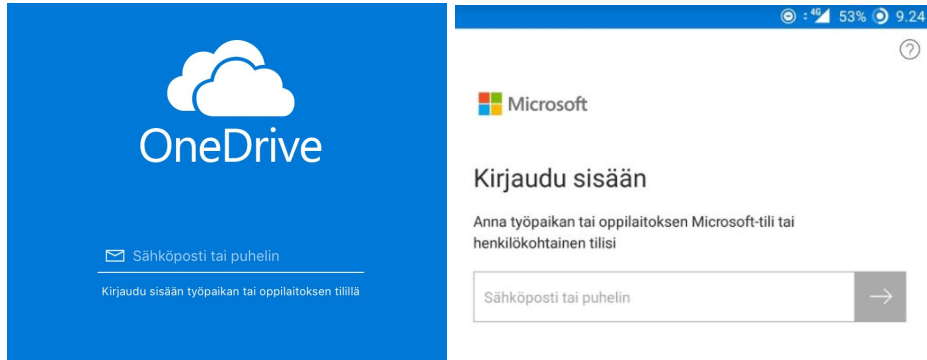 OneDrive
Sähköposti tai puhelin
Kirjaudu sisään työpaikan tai oppilaitoksen tilillä
4G 53% 9.24
?
Microsoft
Kirjaudu sisään
Anna työpaikan tai oppilaitoksen Microsoft-tili tai
henkilökohtainen tilisi
Sähköposti tai puhelin